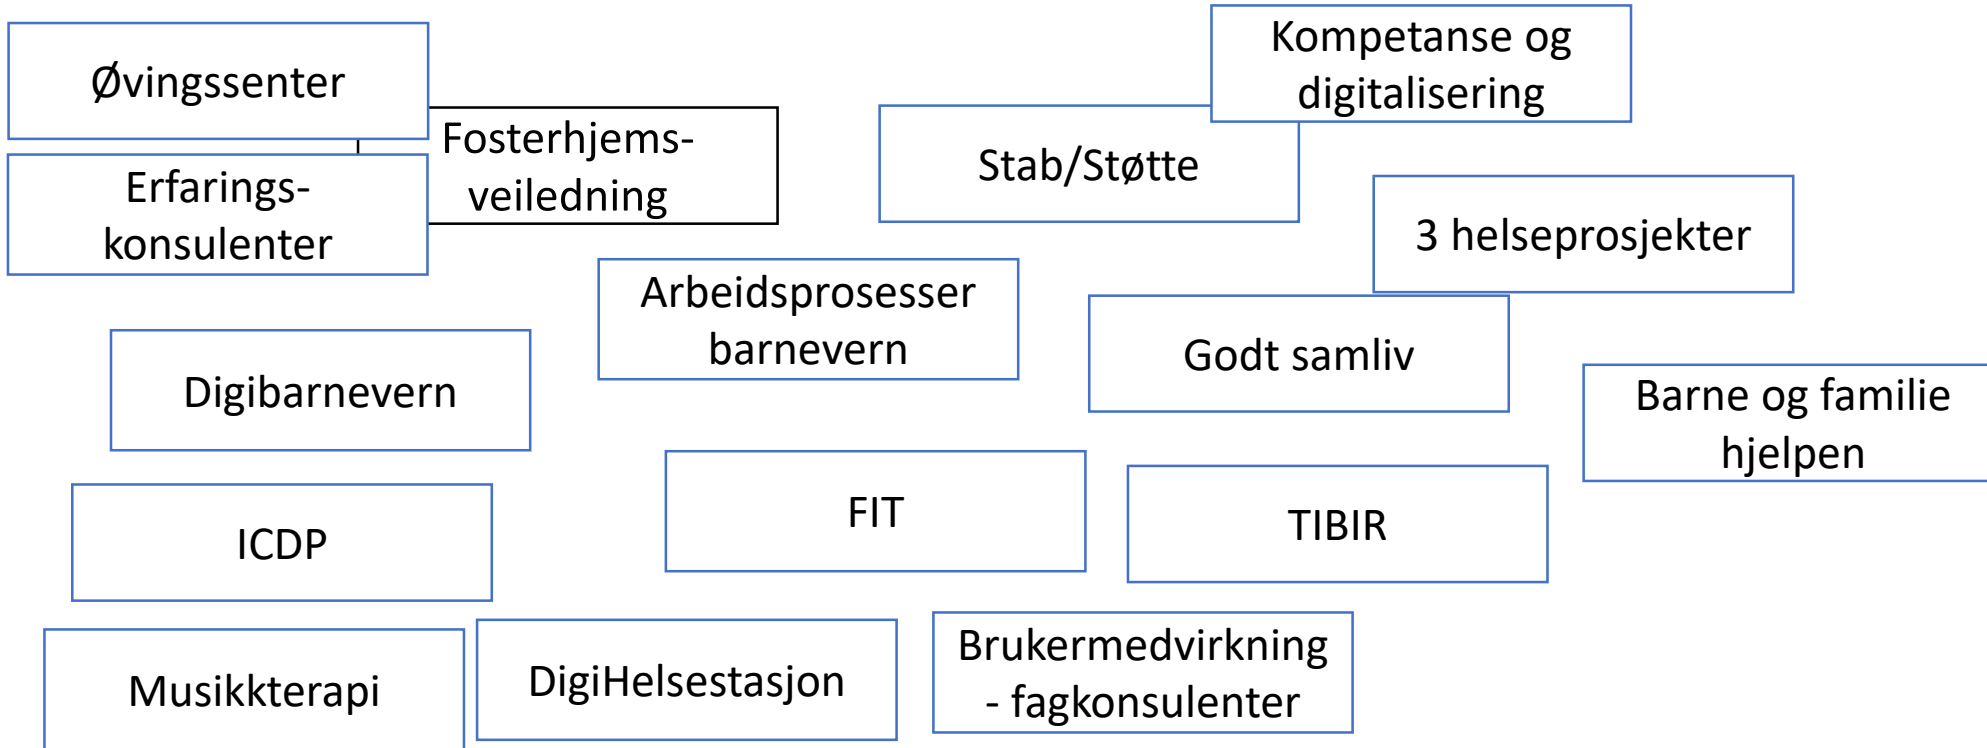 Øvingssenter
Kompetanse og
digitalisering
Fosterhjems-
veiledning
Stab/Støtte
Erfarings-
konsulenter
3 helseprosjekter
Arbeidsprosesser
barnevern
Godt samliv
Digibarnevern
Barne og familie
hjelpen
FIT
TIBIR
ICDP
Musikkterapi
DigiHelsestasjon
Brukermedvirkning
- fagkonsulenter